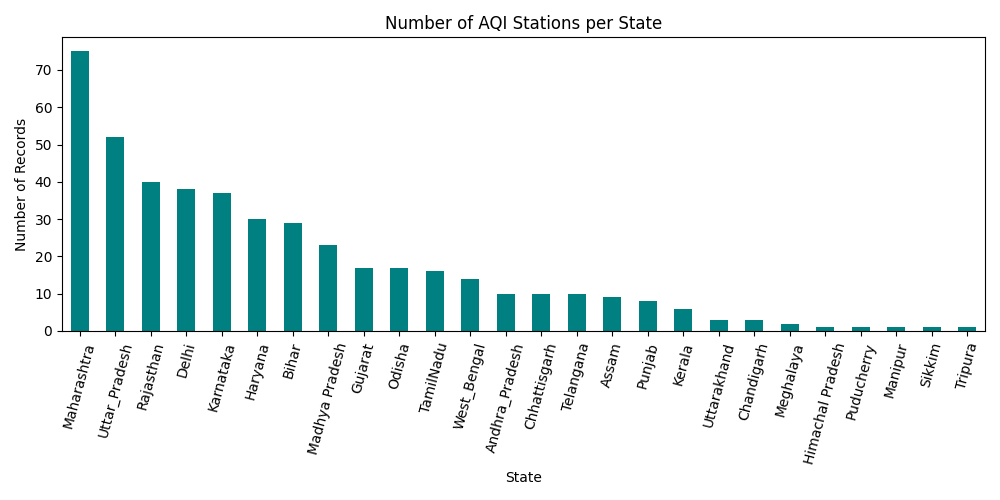 Number of AQI Stations per State
Number of Records
70
60
50
40
30
20
10
0
Maharashtra
Uttar_Pradesh
Rajasthan
Delhi
Karnataka
Haryana
Bihar
Madhya Pradesh
Gujarat
Odisha
TamilNadu
West_Bengal
Andhra_Pradesh
Chhattisgarh
Telangana
Assam
Punjab
Kerala
Uttarakhand
Chandigarh
Meghalaya
Himachal Pradesh
Puducherry
Manipur
Sikkim
Tripura
State